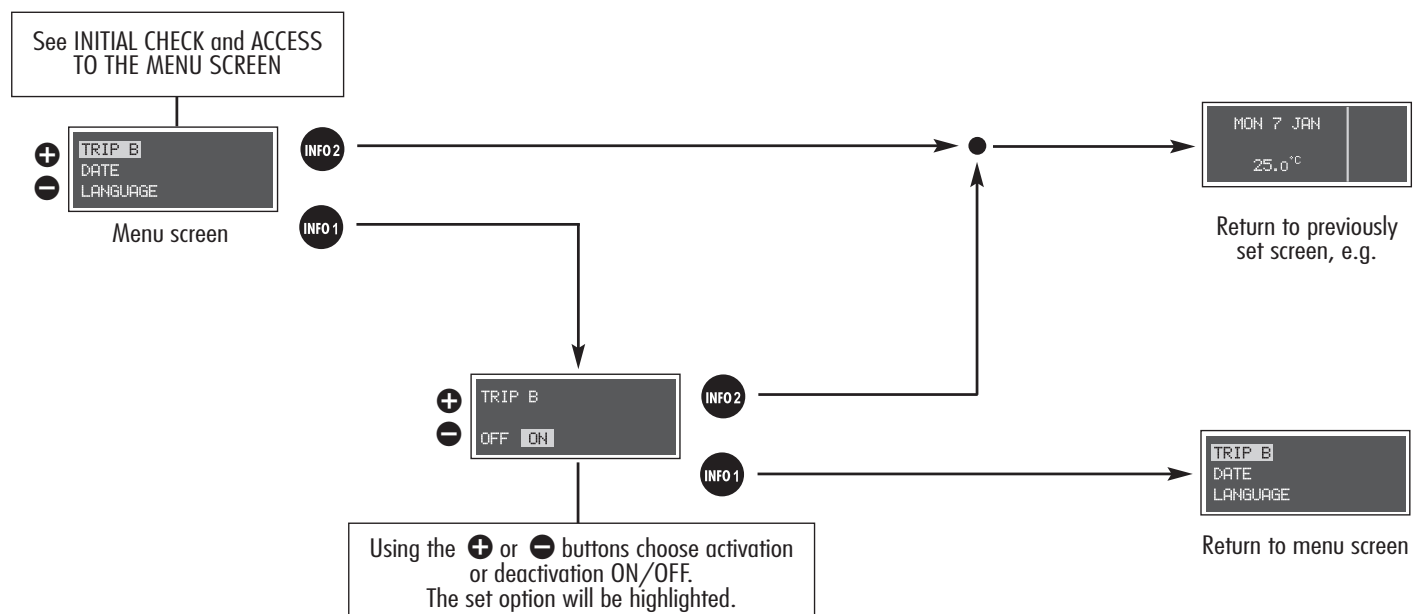 See INITIAL CHECK and ACCESS
TO THE MENU SCREEN
TRIP B
DATE
LANGUAGE
Menu screen
INFO 2
INFO 1
MON 7 JAN
25.0°C
Return to previously
set screen, e.g.
TRIP B
OFF ON
INFO 2
INFO 1
Using the + or - buttons choose activation
or deactivation ON/OFF.
The set option will be highlighted.
TRIP B
DATE
LANGUAGE
Return to menu screen